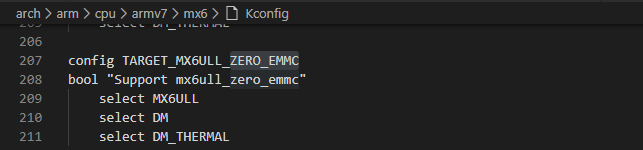 arch > arm > cpu > armv7 > mx6 > Kconfig
205 select DM_THERMAL
206
207 config TARGET_MX6ULL_ZERO_EMMC
208 bool "Support mx6ull_zero_emmc"
209 select MX6ULL
210 select DM
211 select DM_THERMAL